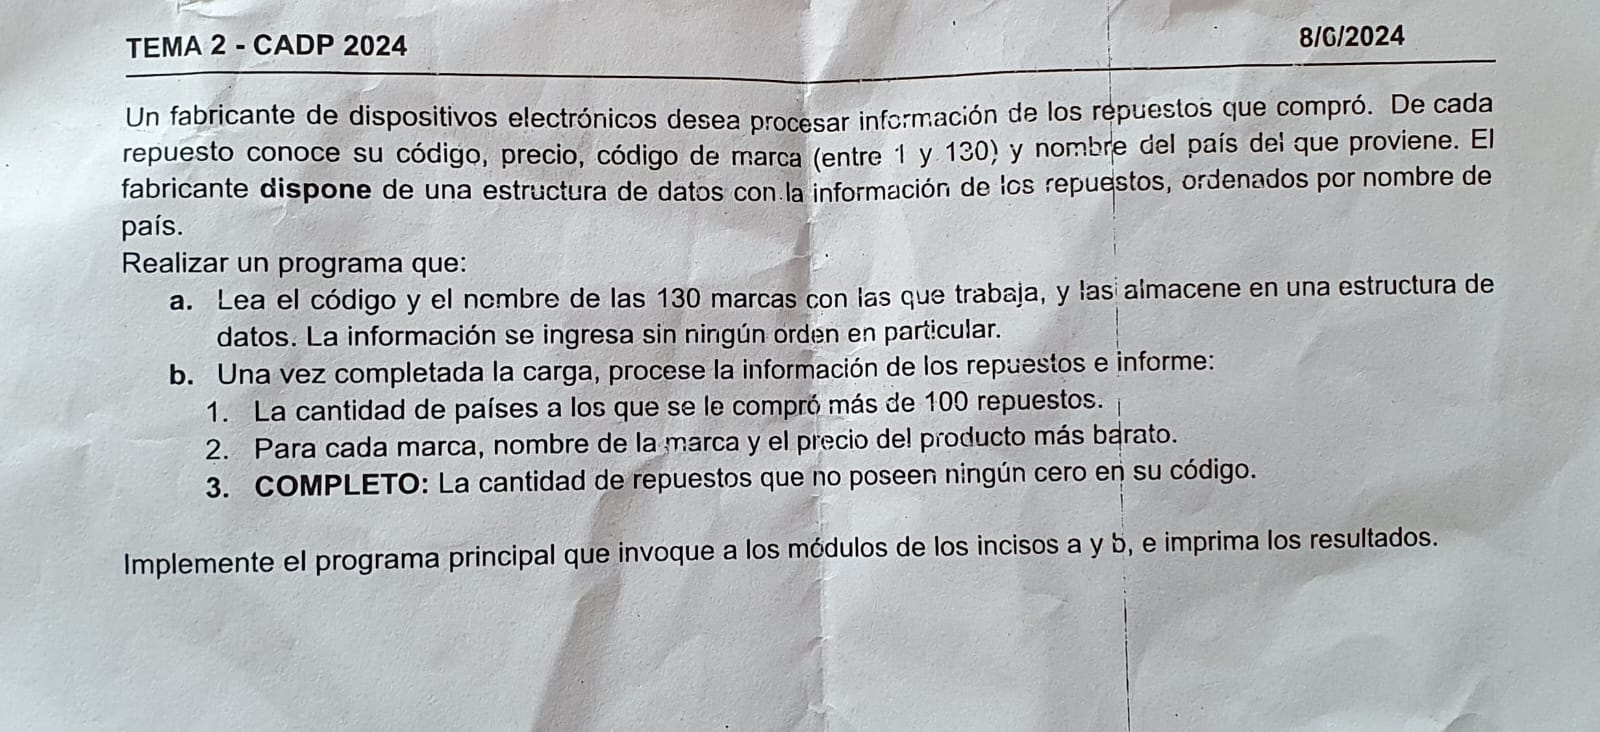 TEMA 2 - CADP 2024
8/6/2024
Un fabricante de dispositivos electrónicos desea procesar información de los repuestos que compró. De cada
repuesto conoce su código, precio, código de marca (entre 1 y 130) y nombre del país del que proviene. El
fabricante dispone de una estructura de datos con la información de los repuestos, ordenados por nombre de
país.
Realizar un programa que:
a. Lea el código y el nombre de las 130 marcas con las que trabaja, y las almacene en una estructura de
datos. La información se ingresa sin ningún orden en particular.
b. Una vez completada la carga, procese la información de los repuestos e informe:
1. La cantidad de países a los que se le compró más de 100 repuestos.
2. Para cada marca, nombre de la marca y el precio del producto más barato.
3. COMPLETO: La cantidad de repuestos que no poseen ningún cero en su código.
Implemente el programa principal que invoque a los módulos de los incisos a y b, e imprima los resultados.